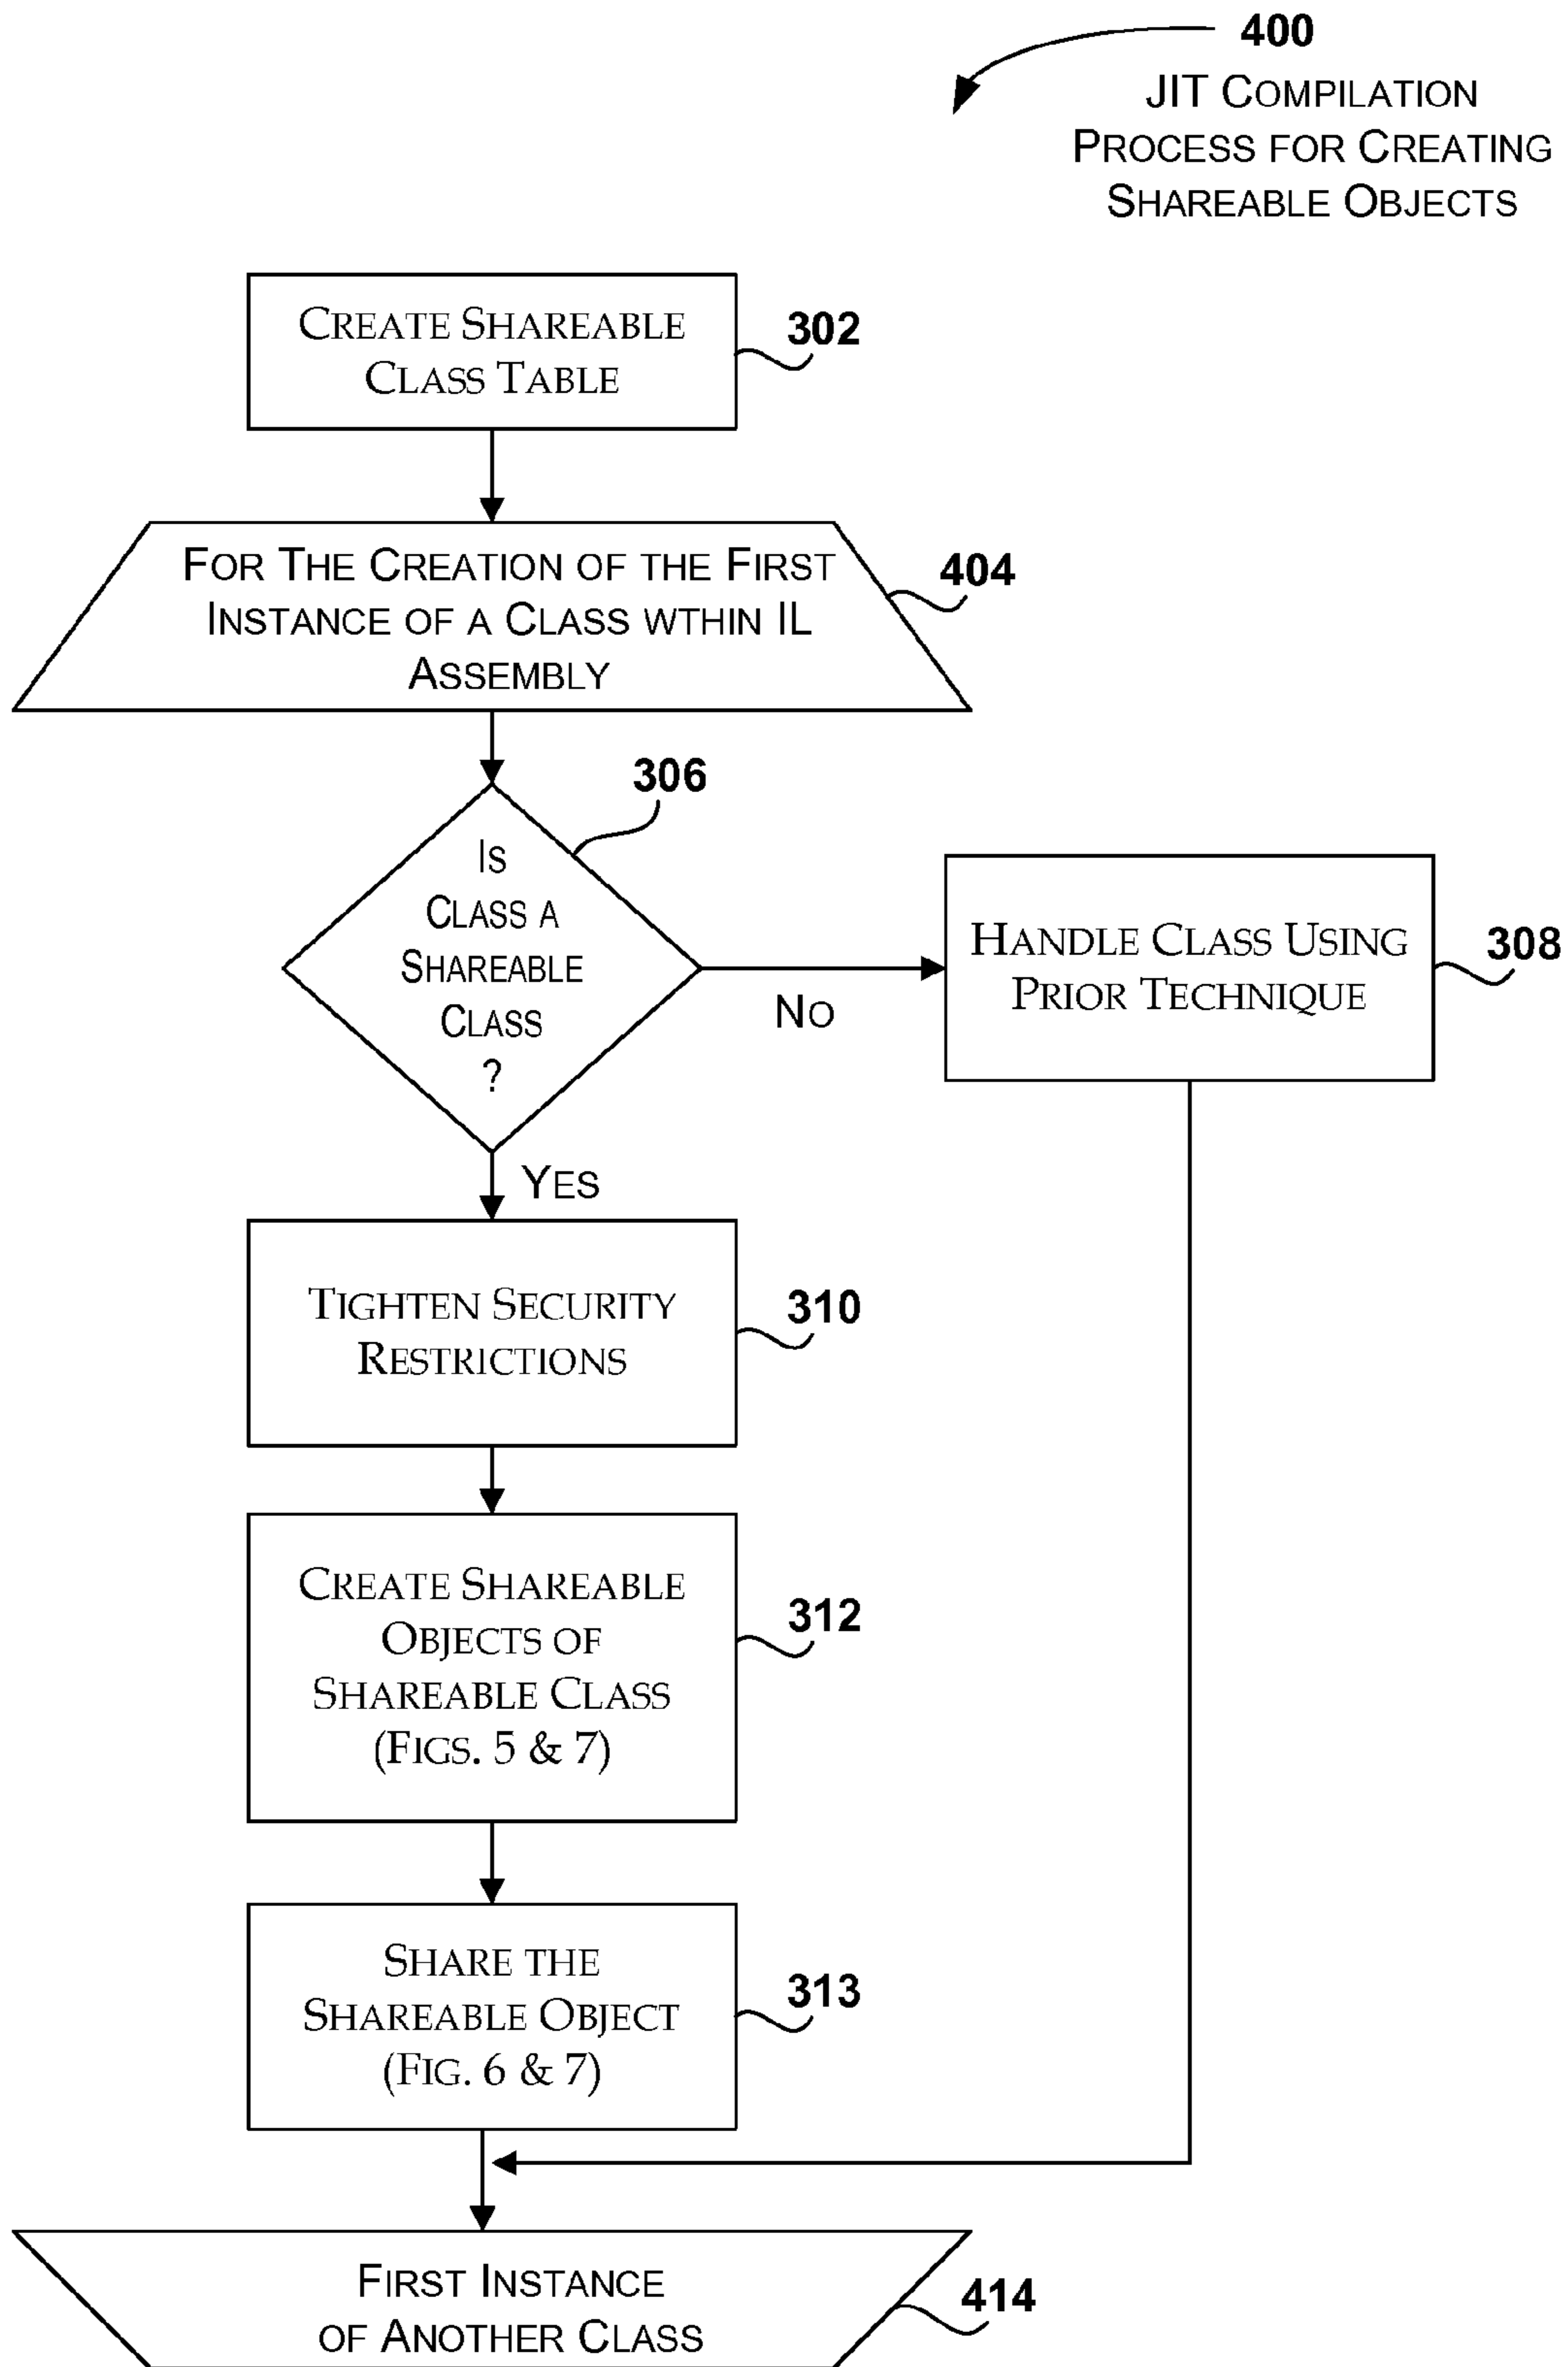 400
JIT COMPILATION
PROCESS FOR CREATING
SHAREABLE OBJECTS
CREATE SHAREABLE
CLASS TABLE
302
FOR THE CREATION OF THE FIRST
INSTANCE OF A CLASS WTHIN IL
ASSEMBLY
404
306
IS
CLASS A
SHAREABLE
CLASS
?
NO
HANDLE CLASS USING
PRIOR TECHNIQUE
308
YES
TIGHTEN SECURITY
RESTRICTIONS
310
CREATE SHAREABLE
OBJECTS OF
SHAREABLE CLASS
(FIGS. 5 & 7)
312
SHARE THE
SHAREABLE OBJECT
(FIG. 6 & 7)
313
FIRST INSTANCE
OF ANOTHER CLASS
414